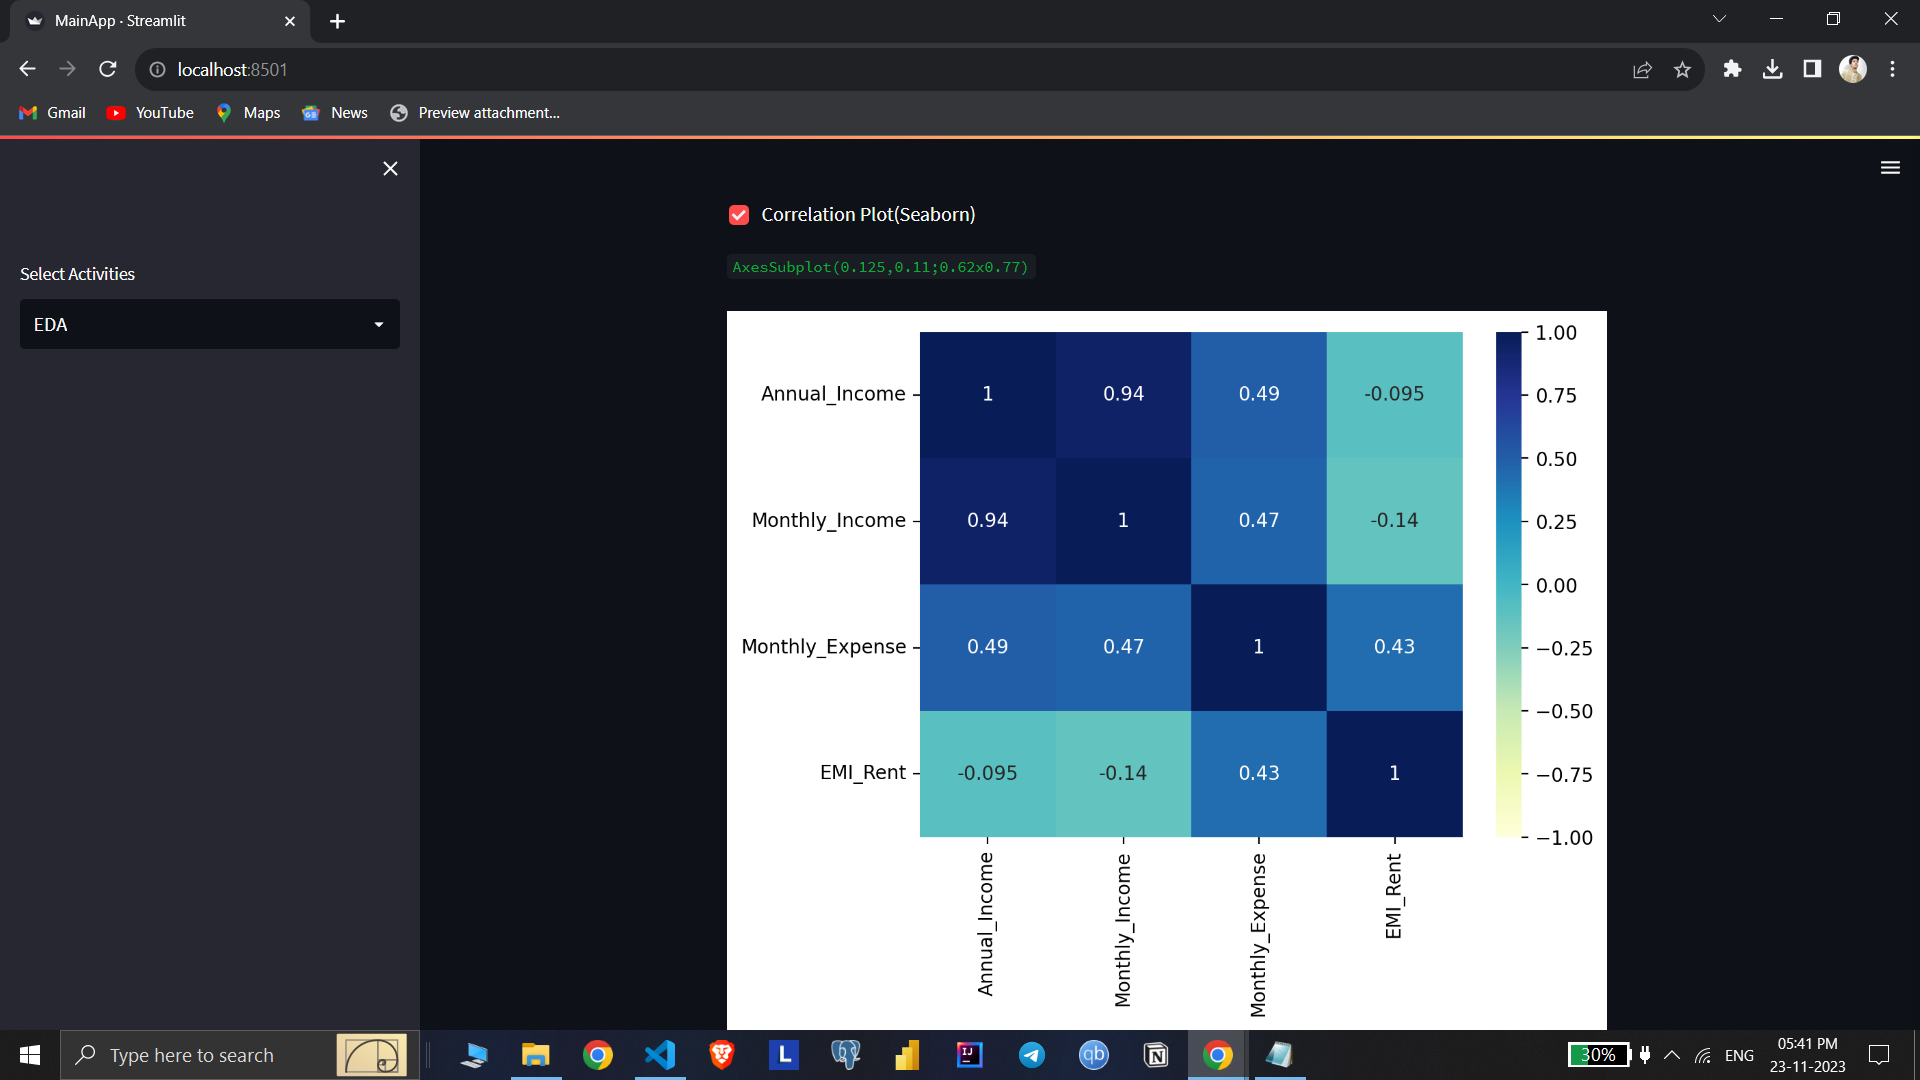 MainApp · Streamlit
localhost:8501
Gmail YouTube Maps News Preview attachment...
Correlation Plot(Seaborn)
AxesSubplot(0.125,0.11;0.62x0.77)
Select Activities
EDA
Annual_Income 1 0.94 0.49 -0.095
Monthly_Income 0.94 1 0.47 -0.14
Monthly_Expense 0.49 0.47 1 0.43
EMI_Rent -0.095 -0.14 0.43 1
Annual_Income
Monthly_Income
Monthly_Expense
EMI_Rent
1.00
0.75
0.50
0.25
0.00
−0.25
−0.50
−0.75
−1.00
Type here to search
L
IJ
qb
N
30%
ENG
05:41 PM
23-11-2023